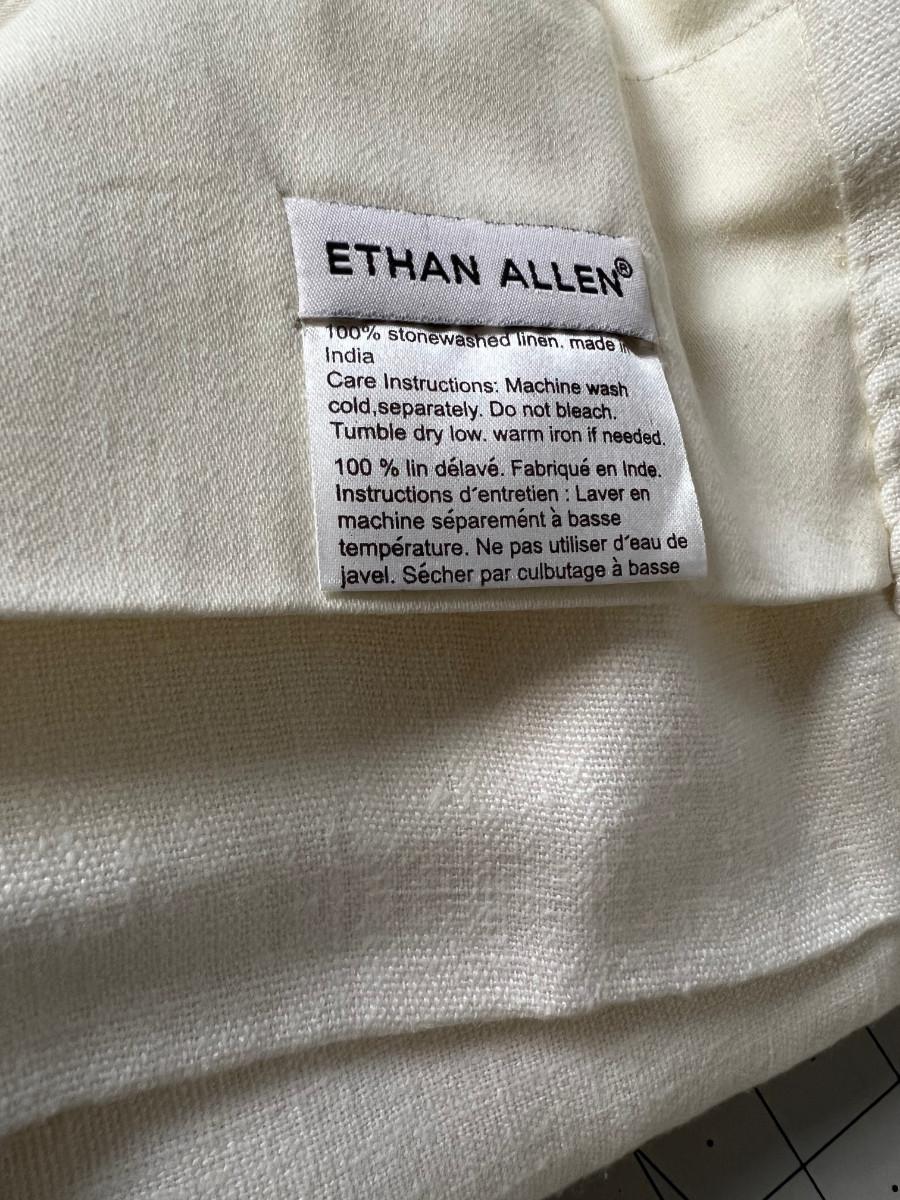 ETHAN ALLEN®
100% stonewashed linen. made in
India
Care Instructions: Machine wash
cold,separately. Do not bleach.
Tumble dry low. warm iron if needed.
100 % lin délavé. Fabriqué en Inde.
Instructions d´entretien : Laver en
machine séparemént à basse
température. Ne pas utiliser d´eau de
javel. Sécher par culbutage à basse